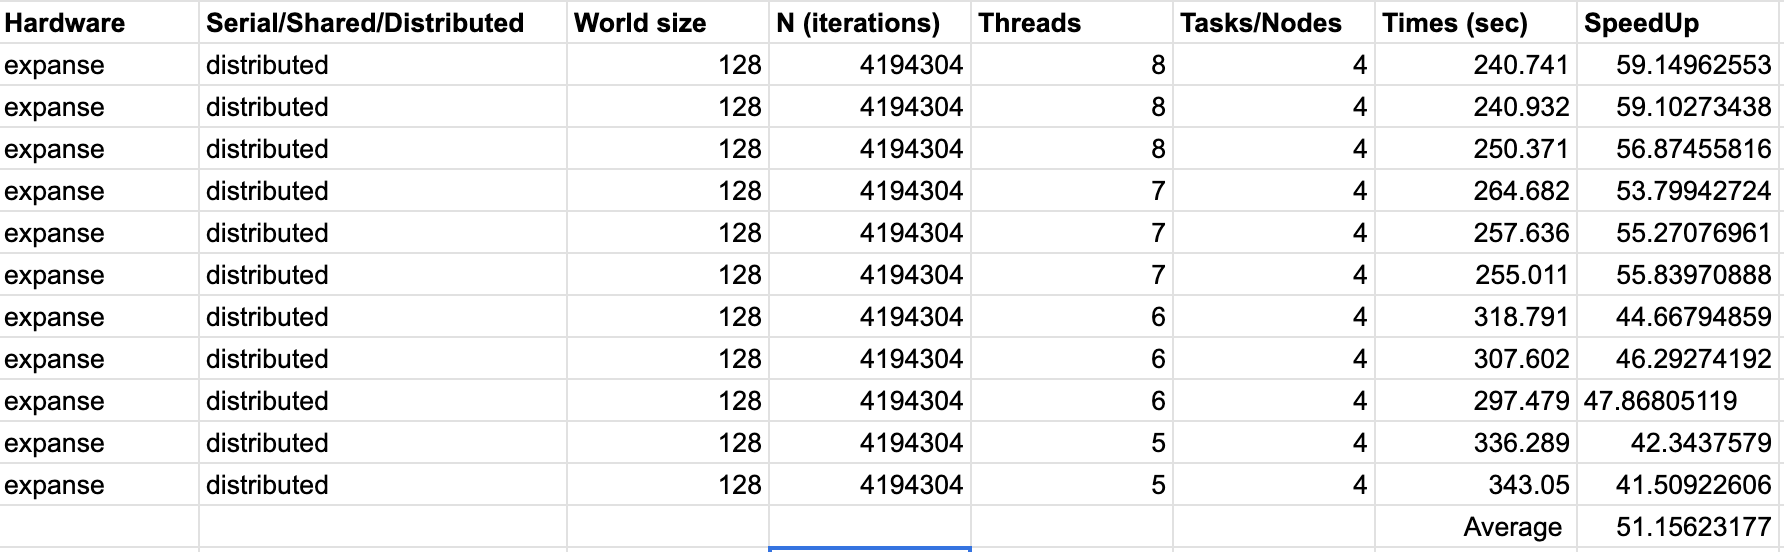 Hardware Serial/Shared/Distributed World size N (iterations) Threads Tasks/Nodes Times (sec) SpeedUp
expanse distributed 128 4194304 8 4 240.741 59.14962553
expanse distributed 128 4194304 8 4 240.932 59.10273438
expanse distributed 128 4194304 8 4 250.371 56.87455816
expanse distributed 128 4194304 7 4 264.682 53.79942724
expanse distributed 128 4194304 7 4 257.636 55.27076961
expanse distributed 128 4194304 7 4 255.011 55.83970888
expanse distributed 128 4194304 6 4 318.791 44.66794859
expanse distributed 128 4194304 6 4 307.602 46.29274192
expanse distributed 128 4194304 6 4 297.479 47.86805119
expanse distributed 128 4194304 5 4 336.289 42.3437579
expanse distributed 128 4194304 5 4 343.05 41.50922606
Average 51.15623177